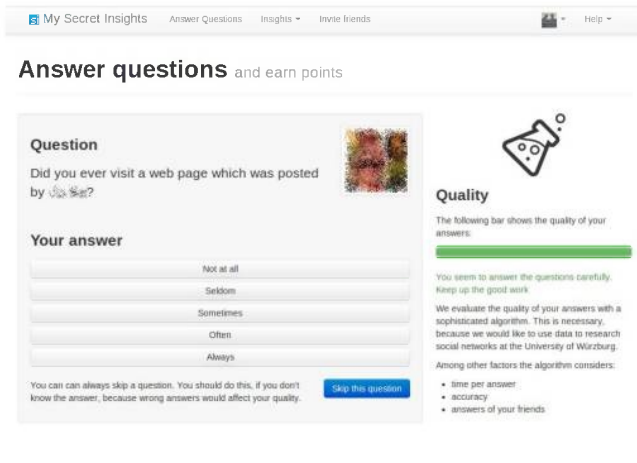 My Secret Insights Answer Questions Insights Invite friends Help
Answer questions and earn points
Question
Did you ever visit a web page which was posted
by ?
Your answer
Not at all
Seldom
Sometimes
Often
Always
You can can always skip a question. You should do this, if you don't
know the answer, because wrong answers would affect your quality.
Skip this question
Quality
The following bar shows the quality of your
answers:
You seem to answer the questions carefully.
Keep up the good work
We evaluate the quality of your answers with a
sophisticated algorithm. This is necessary,
because we would like to use data to research
social networks at the University of Würzburg.
Among other factors the algorithm considers:
• time per answer
• accuracy
• answers of your friends